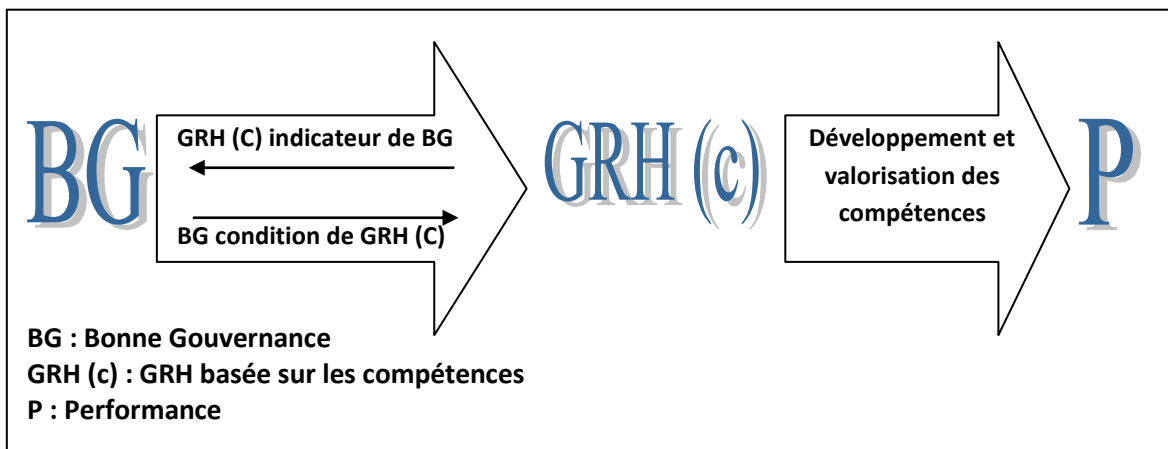 BG
GRH (C) indicateur de BG
BG condition de GRH (C)
GRH (c)
Développement et
valorisation des
compétences
P
BG : Bonne Gouvernance
GRH (c) : GRH basée sur les compétences
P : Performance